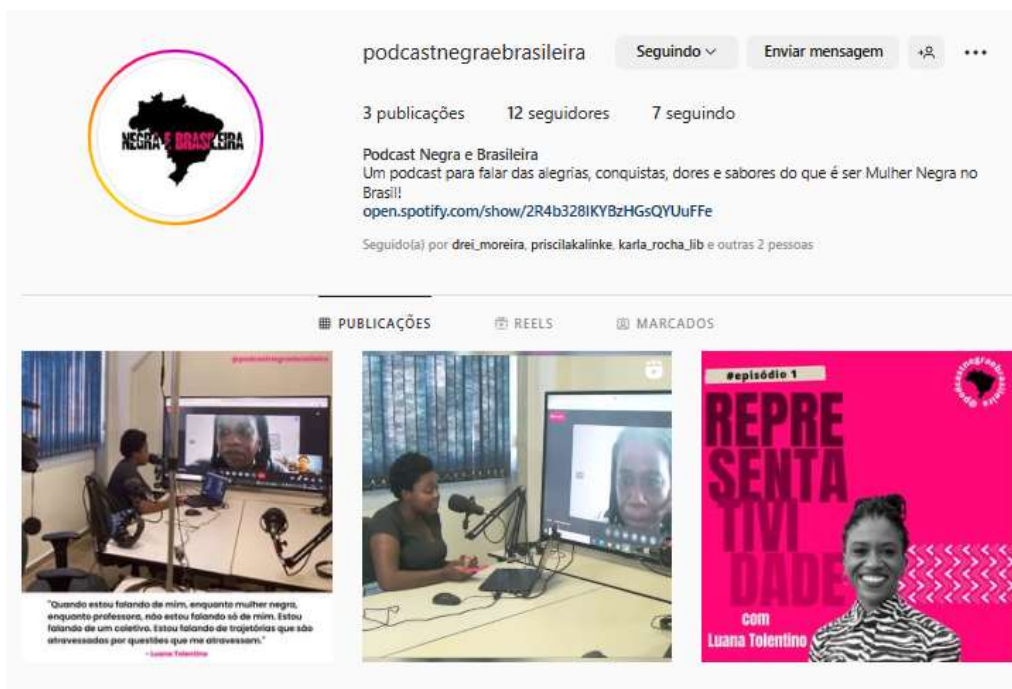 podcastnegraebrasileira Seguindo Enviar mensagem
3 publicações 12 seguidores 7 seguindo
Podcast Negra e Brasileira
Um podcast para falar das alegrias, conquistas, dores e sabores do que é ser Mulher Negra no
Brasil!
open.spotify.com/show/2R4b328IKYBzHGsQYUuFFe
Seguido(a) por drei_moreira, priscilakalinke, karla_rocha_lib e outras 2 pessoas
NEGRA E BRASILEIRA
PUBLICAÇÕES REELS MARCADOS
@podcastnegraebrasileira
"Quando estou falando de mim, enquanto mulher negra,
enquanto professora, não estou falando só de mim. Estou
falando de um coletivo. Estou falando de trajetórias que são
atravessadas por questões que me atravessam."
- Luana Tolentino
#episódio 1
@podcastnegraebrasileira
REPRE
SENTA
TIVI
DADE
com
Luana Tolentino